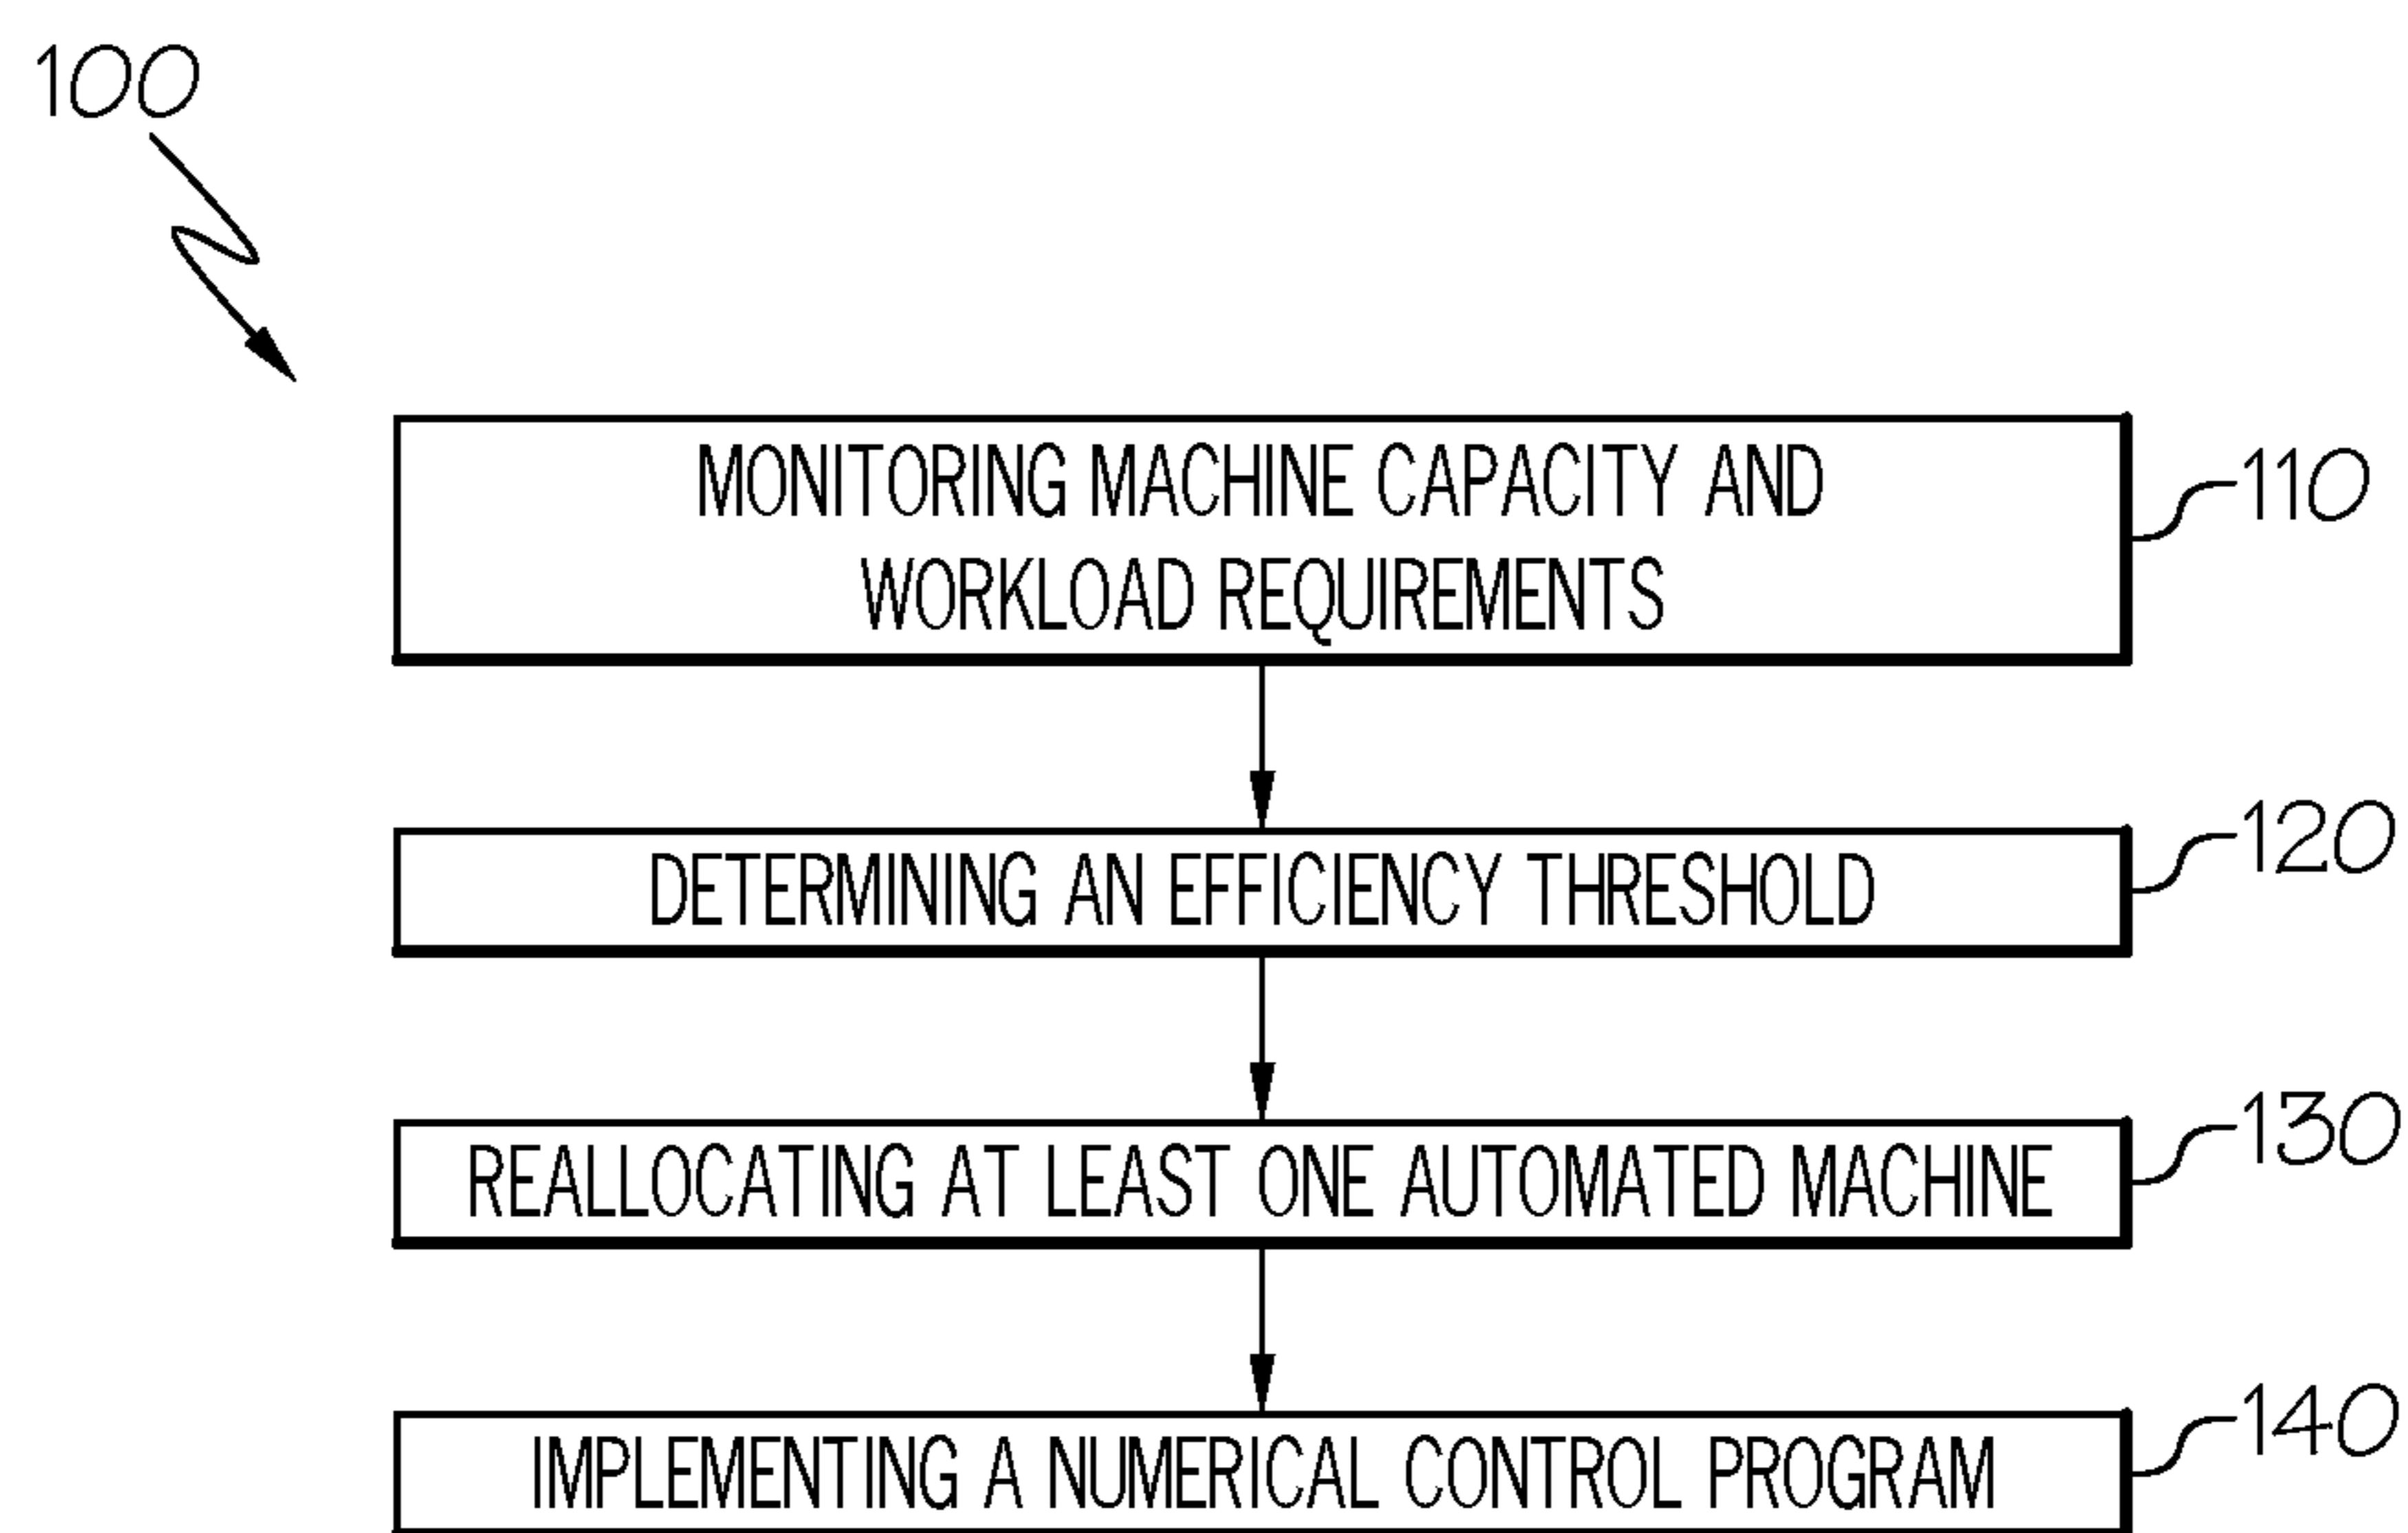 100
MONITORING MACHINE CAPACITY AND
WORKLOAD REQUIREMENTS
110
DETERMINING AN EFFICIENCY THRESHOLD
120
REALLOCATING AT LEAST ONE AUTOMATED MACHINE
130
IMPLEMENTING A NUMERICAL CONTROL PROGRAM
140